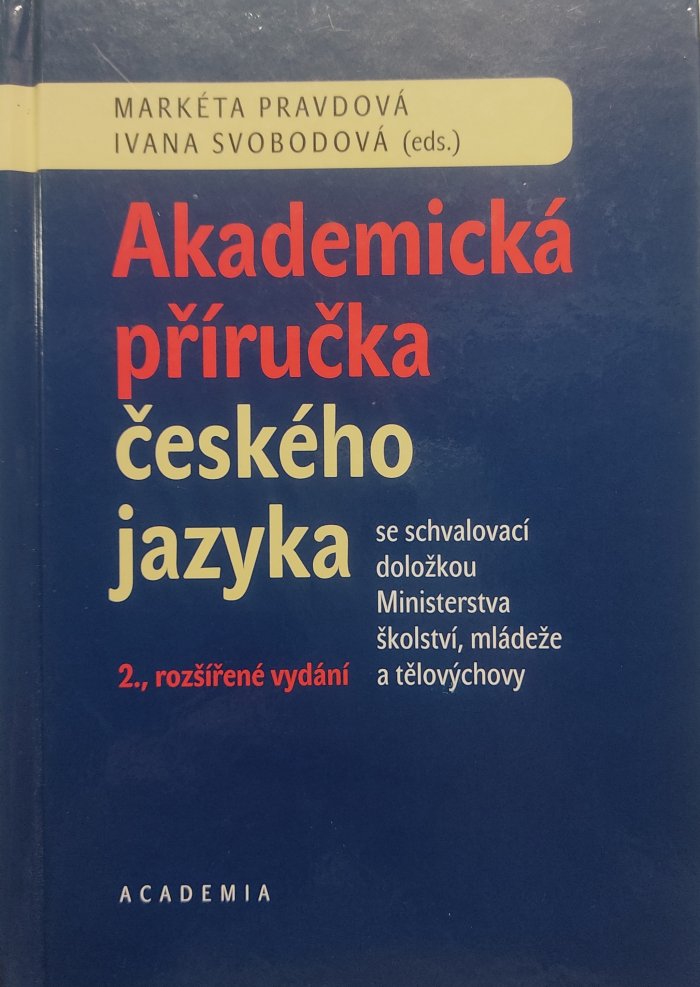 MARKÉTA PRAVDOVÁ
IVANA SVOBODOVÁ (eds.)
Akademická
příručka
českého
jazyka
se schvalovací
doložkou
Ministerstva
školství, mládeže
a tělovýchovy
2., rozšířené vydání
ACADEMIA